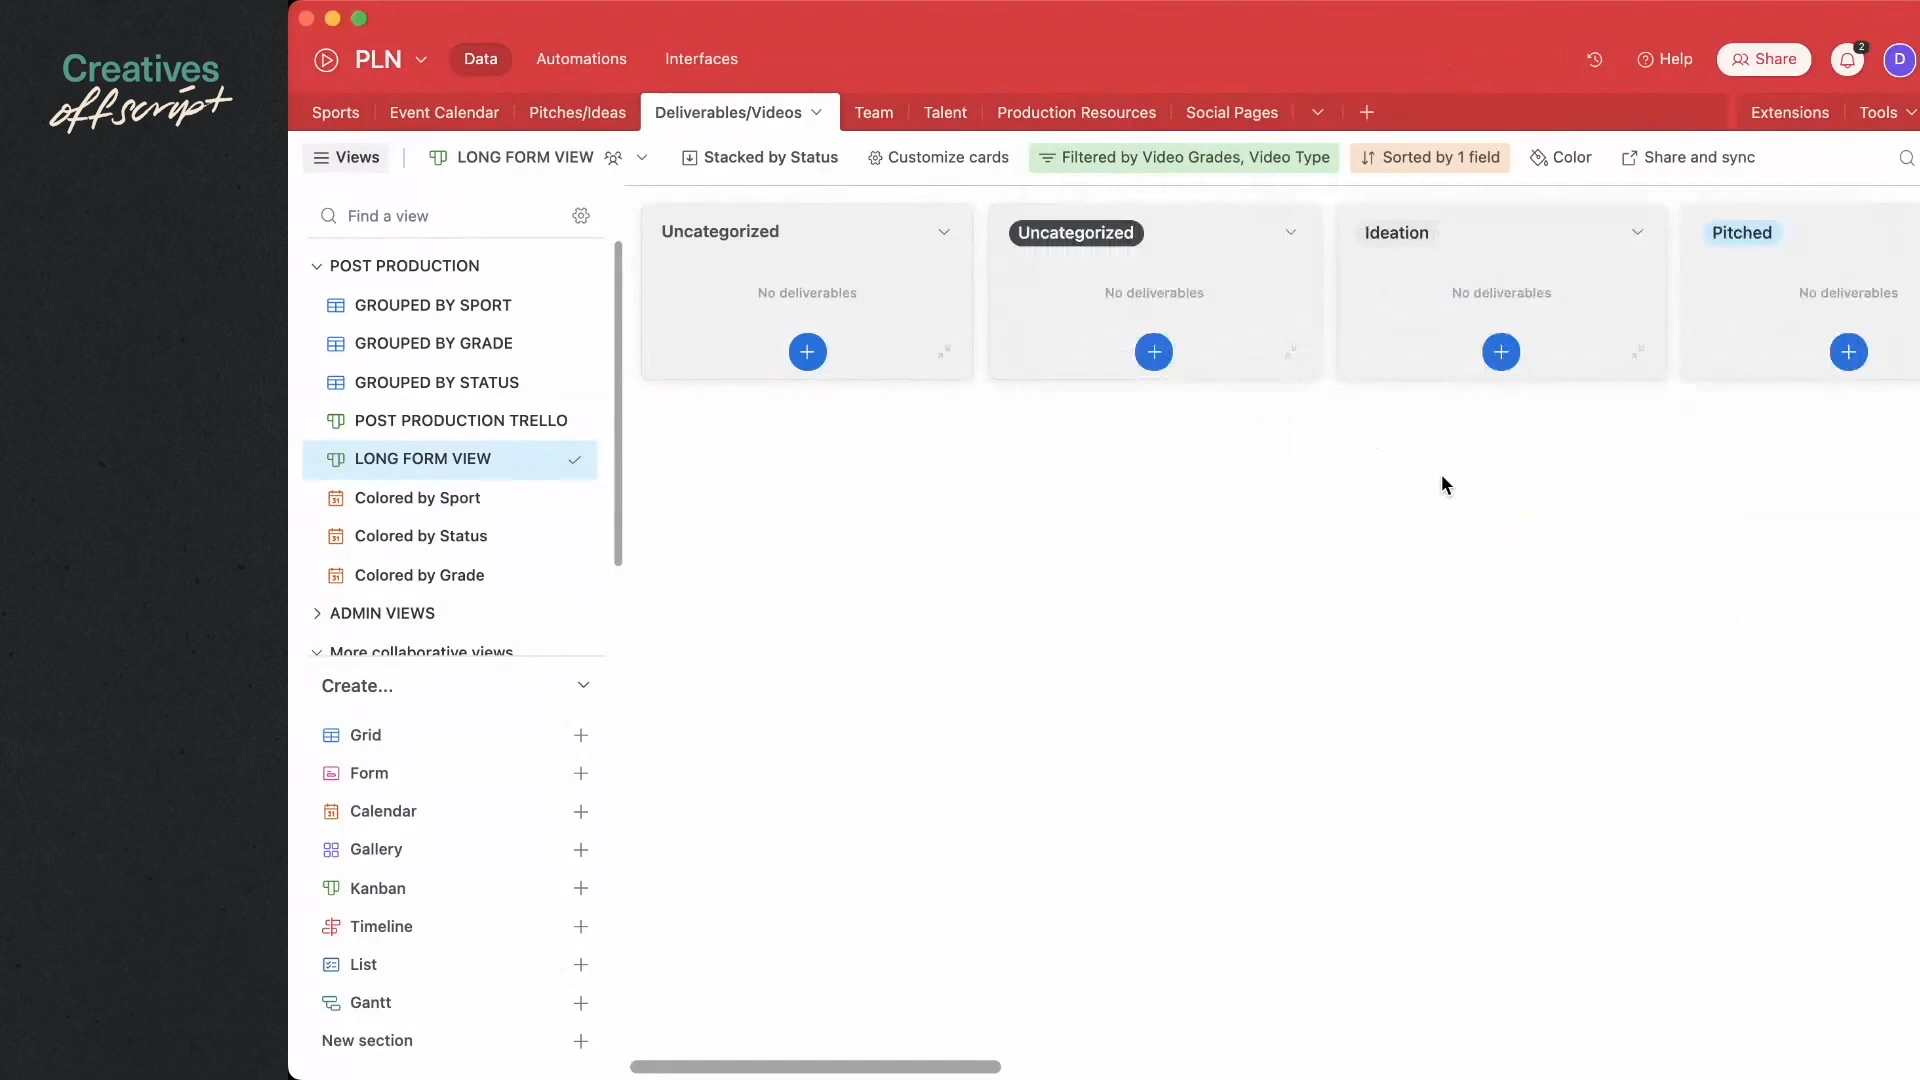 Creatives
offscript
PLN
Data
Automations
Interfaces
Help
Share
2
D
Sports
Event Calendar
Pitches/Ideas
Deliverables/Videos
Team
Talent
Production Resources
Social Pages
Extensions
Tools
Views
LONG FORM VIEW
Stacked by Status
Customize cards
Filtered by Video Grades, Video Type
Sorted by 1 field
Color
Share and sync
Find a view
POST PRODUCTION
GROUPED BY SPORT
GROUPED BY GRADE
GROUPED BY STATUS
POST PRODUCTION TRELLO
LONG FORM VIEW
Colored by Sport
Colored by Status
Colored by Grade
ADMIN VIEWS
More collaborative views
Create...
Grid
Form
Calendar
Gallery
Kanban
Timeline
List
Gantt
New section
Uncategorized
No deliverables
Uncategorized
No deliverables
Ideation
No deliverables
Pitched
No deliverables